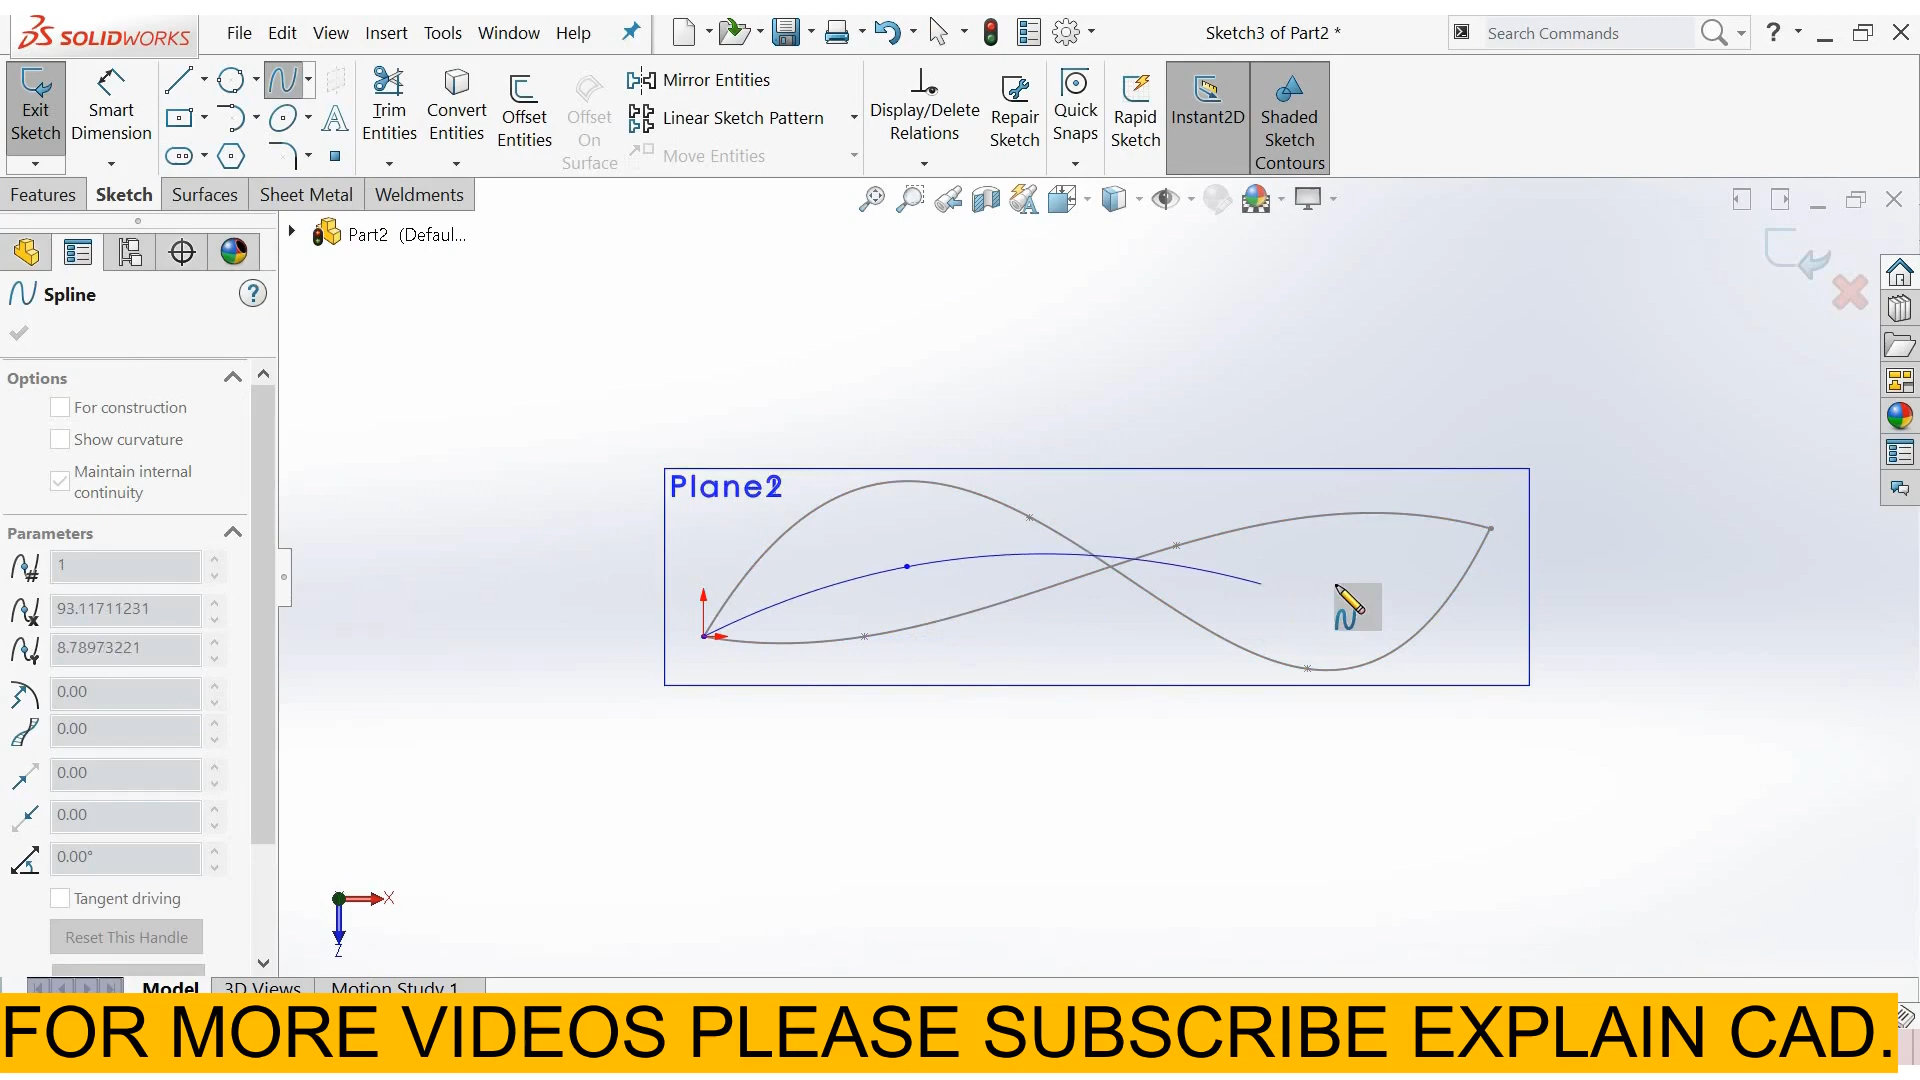 SOLIDWORKS
File Edit View Insert Tools Window Help
Sketch3 of Part2 *
Search Commands
Exit Sketch
Smart Dimension
Trim Entities
Convert Entities
Offset Entities
Offset On Surface
Mirror Entities
Linear Sketch Pattern
Move Entities
Display/Delete Relations
Repair Sketch
Quick Snaps
Rapid Sketch
Instant2D
Shaded Sketch Contours
Features Sketch Surfaces Sheet Metal Weldments
Part2 (Defaul...
Spline
Options
For construction
Show curvature
Maintain internal
continuity
Parameters
1
93.11711231
8.78973221
0.00
0.00
0.00
0.00
0.00°
Tangent driving
Reset This Handle
X
Z
Model 3D Views Motion Study 1
FOR MORE VIDEOS PLEASE SUBSCRIBE EXPLAIN CAD.